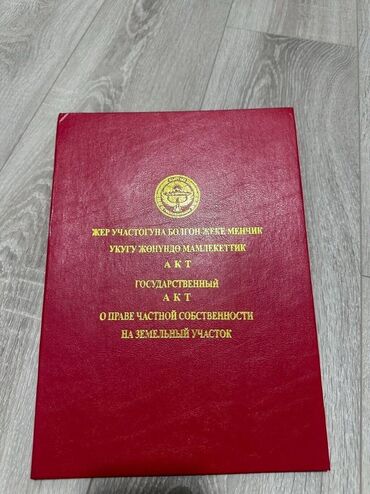 ЖЕР УЧАСТОГУНА БОЛГОН ЖЕКЕ МЕНЧИК
УКУГУ ЖӨНҮНДӨ МАМЛЕКЕТТИК
АКТ
ГОСУДАРСТВЕННЫЙ
АКТ
О ПРАВЕ ЧАСТНОЙ СОБСТВЕННОСТИ
НА ЗЕМЕЛЬНЫЙ УЧАСТОК